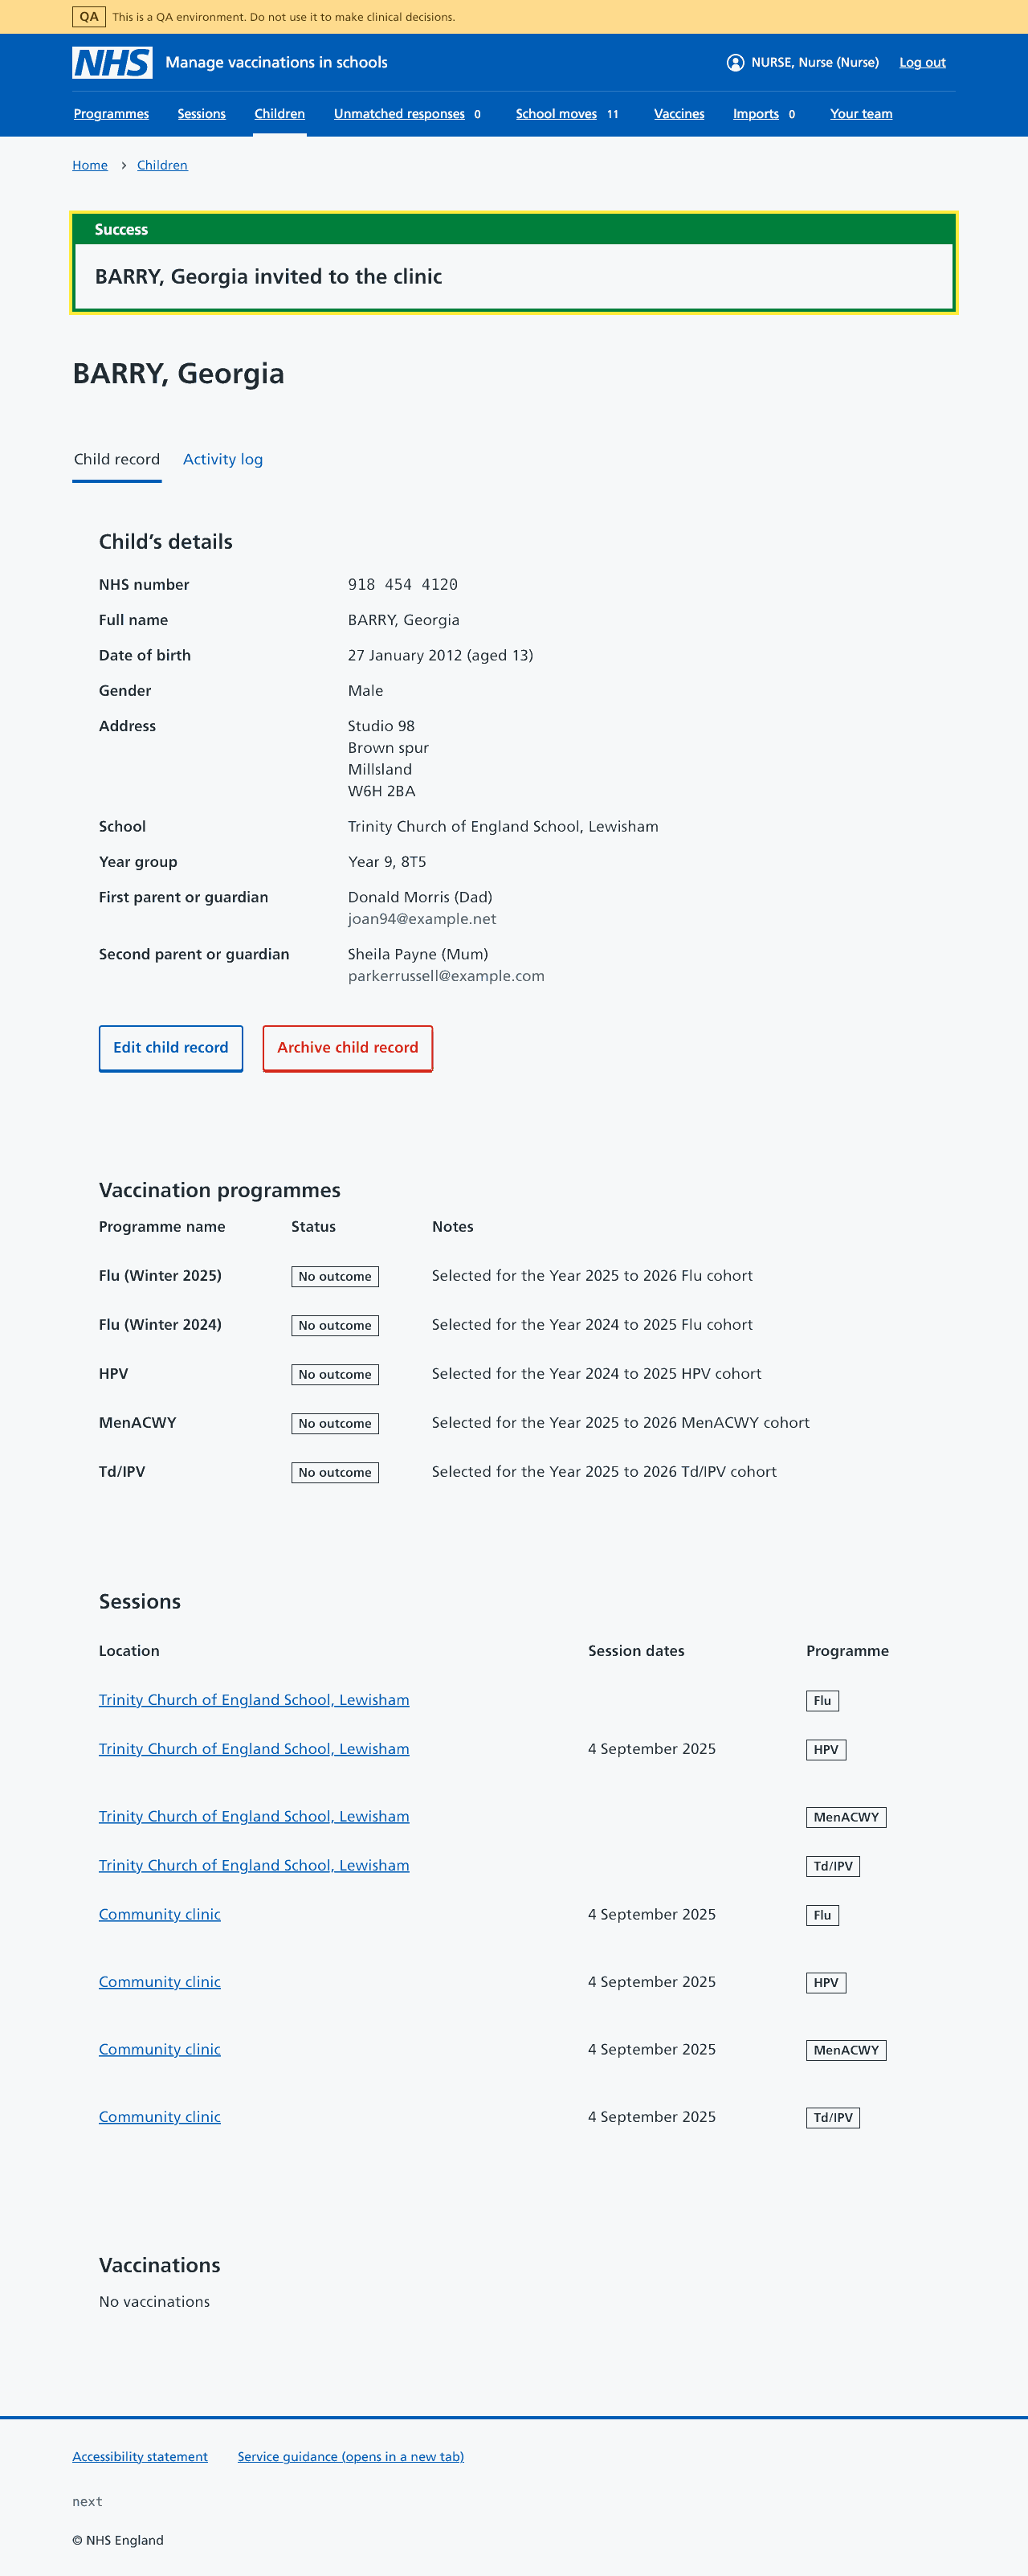 QA This is a QA environment. Do not use it to make clinical decisions.
NHS Manage vaccinations in schools NURSE, Nurse (Nurse) Log out
Programmes Sessions Children Unmatched responses 0 School moves 11 Vaccines Imports 0 Your team
Home › Children
Success
BARRY, Georgia invited to the clinic
BARRY, Georgia
Child record Activity log
Child’s details
NHS number 918 454 4120
Full name BARRY, Georgia
Date of birth 27 January 2012 (aged 13)
Gender Male
Address Studio 98
Brown spur
Millsland
W6H 2BA
School Trinity Church of England School, Lewisham
Year group Year 9, 8T5
First parent or guardian Donald Morris (Dad)
joan94@example.net
Second parent or guardian Sheila Payne (Mum)
parkerrussell@example.com
Edit child record Archive child record
Vaccination programmes
Programme name Status Notes
Flu (Winter 2025) No outcome Selected for the Year 2025 to 2026 Flu cohort
Flu (Winter 2024) No outcome Selected for the Year 2024 to 2025 Flu cohort
HPV No outcome Selected for the Year 2024 to 2025 HPV cohort
MenACWY No outcome Selected for the Year 2025 to 2026 MenACWY cohort
Td/IPV No outcome Selected for the Year 2025 to 2026 Td/IPV cohort
Sessions
Location Session dates Programme
Trinity Church of England School, Lewisham Flu
Trinity Church of England School, Lewisham 4 September 2025 HPV
Trinity Church of England School, Lewisham MenACWY
Trinity Church of England School, Lewisham Td/IPV
Community clinic 4 September 2025 Flu
Community clinic 4 September 2025 HPV
Community clinic 4 September 2025 MenACWY
Community clinic 4 September 2025 Td/IPV
Vaccinations
No vaccinations
Accessibility statement Service guidance (opens in a new tab)
next
© NHS England